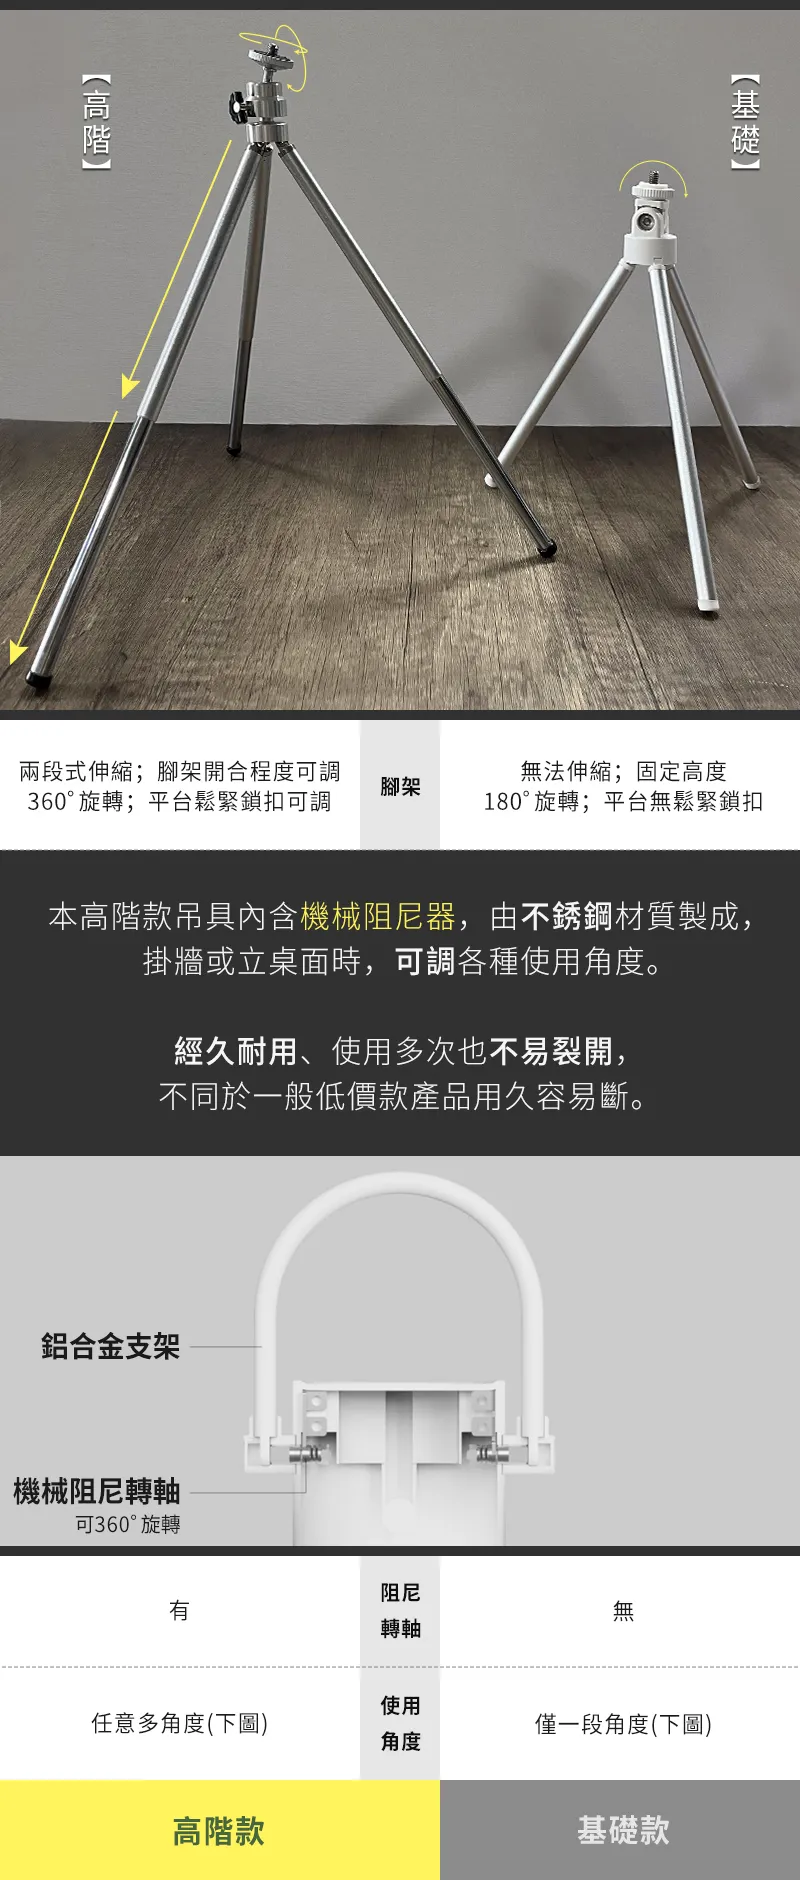 【高階】
【基礎】
兩段式伸縮；腳架開合程度可調
360°旋轉；平台鬆緊鎖扣可調
腳架
無法伸縮；固定高度
180°旋轉；平台無鬆緊鎖扣
本高階款吊具內含機械阻尼器，由不銹鋼材質製成，
掛牆或立桌面時，可調各種使用角度。
經久耐用、使用多次也不易裂開，
不同於一般低價款產品用久容易斷。
鋁合金支架
機械阻尼轉軸
可360°旋轉
有
阻尼
轉軸
無
任意多角度(下圖)
使用
角度
僅一段角度(下圖)
高階款
基礎款